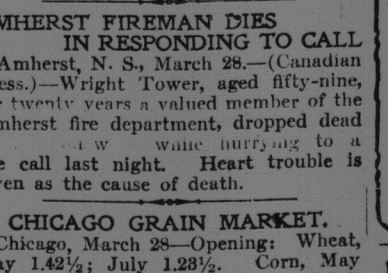 MHERST FIREMAN DIES
IN RESPONDING TO CALL
Amherst, N. S., March 28.—(Canadian
ess.)—Wright Tower, aged fifty-nine,
r twenty years a valued member of the
mherst fire department, dropped dead
while hurrying to a
e call last night. Heart trouble is
en as the cause of death.
CHICAGO GRAIN MARKET.
Chicago, March 28—Opening: Wheat,
ay 1.42½; July 1.23½. Corn, May